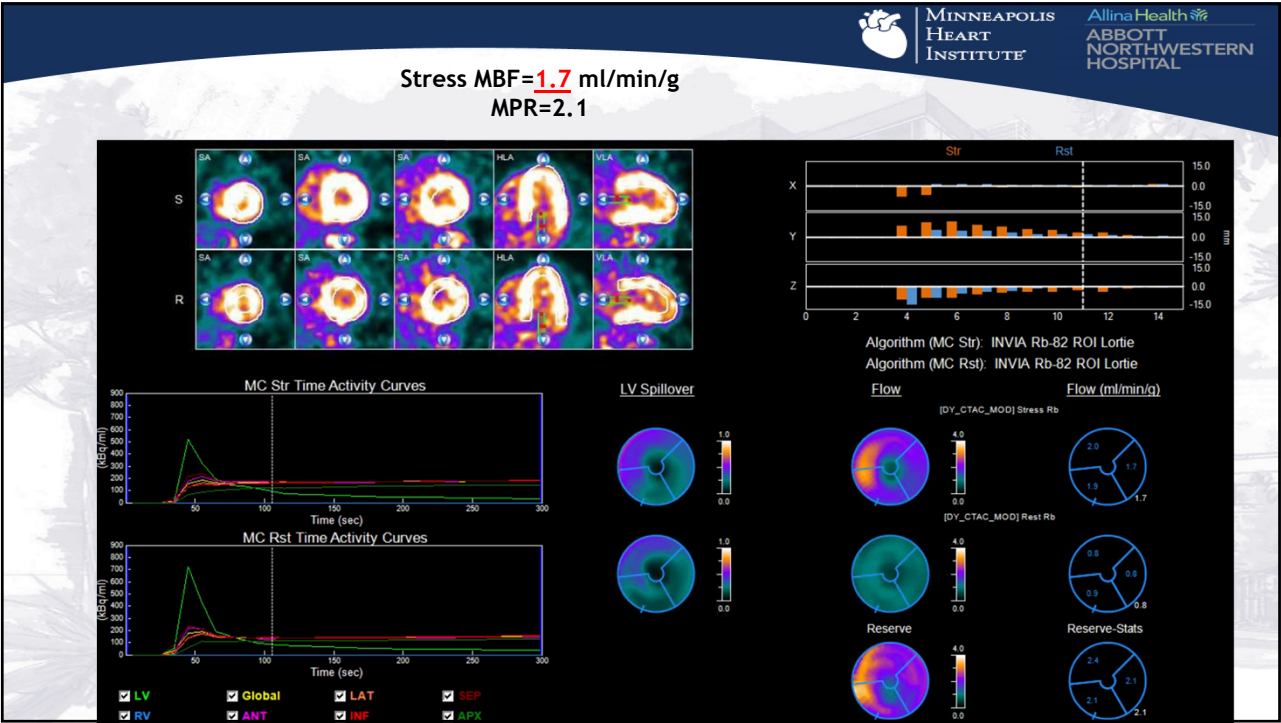 MINNEAPOLIS
HEART
INSTITUTE
Allina Health
ABBOTT
NORTHWESTERN
HOSPITAL
Stress MBF=1.7 ml/min/g
MPR=2.1
SA SA SA HLA VLA
S
SA SA SA HLA VLA
R
Str Rst
X
15.0
0.0
-15.0
Y
15.0
0.0
-15.0
mm
Z
15.0
0.0
-15.0
0 2 4 6 8 10 12 14
Algorithm (MC Str): INVIA Rb-82 ROI Lortie
Algorithm (MC Rst): INVIA Rb-82 ROI Lortie
MC Str Time Activity Curves
(kBq/ml)
900
800
700
600
500
400
300
200
100
0
50 100 150 200 250 300
Time (sec)
MC Rst Time Activity Curves
(kBq/ml)
900
800
700
600
500
400
300
200
100
0
50 100 150 200 250 300
Time (sec)
LV Global LAT SEP
RV ANT INF APX
LV Spillover
1.0
0.0
1.0
0.0
Flow Flow (ml/min/g)
[DY_CTAC_MOD] Stress Rb
4.0
0.0
2.0
1.7
1.9
1.7
[DY_CTAC_MOD] Rest Rb
4.0
0.0
0.8
0.9
0.8
Reserve Reserve-Stats
4.0
0.0
2.4
2.1
2.1
2.1